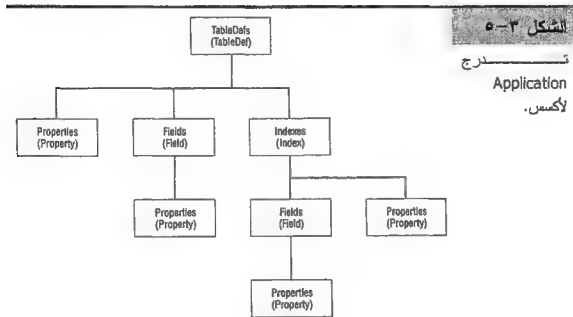 الشكل ٣-٥
تـــــــدرج
Application
لأكسس.
TableDefs
(TableDef)
Properties
(Property)
Fields
(Field)
Indexes
(Index)
Properties
(Property)
Fields
(Field)
Properties
(Property)
Properties
(Property)